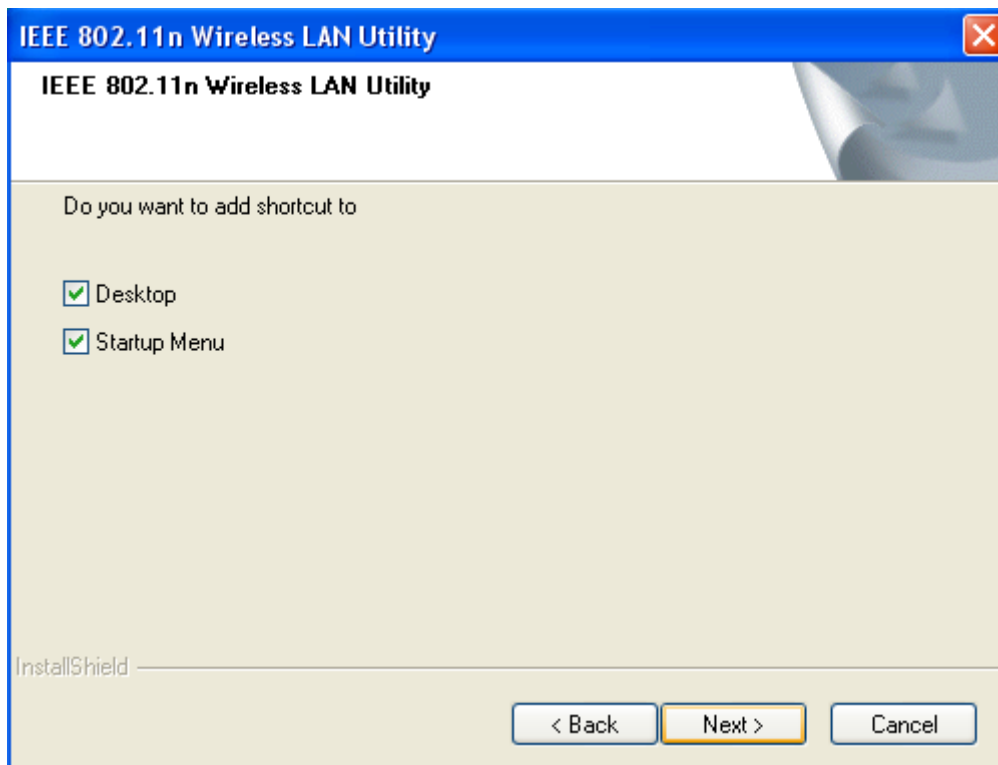 IEEE 802.11n Wireless LAN Utility
IEEE 802.11n Wireless LAN Utility
Do you want to add shortcut to
Desktop
Startup Menu
InstallShield
< Back Next > Cancel